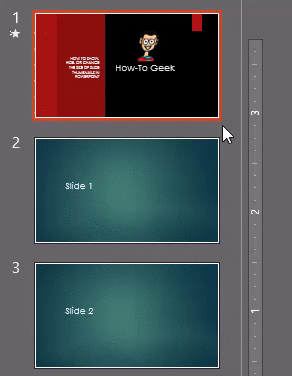 1
HOW TO SHOW,
HIDE, OR CHANGE
THE SIZE OF SLIDE
THUMBNAILS IN
POWERPOINT
How-To Geek
2
Slide 1
3
Slide 2
3
2
1